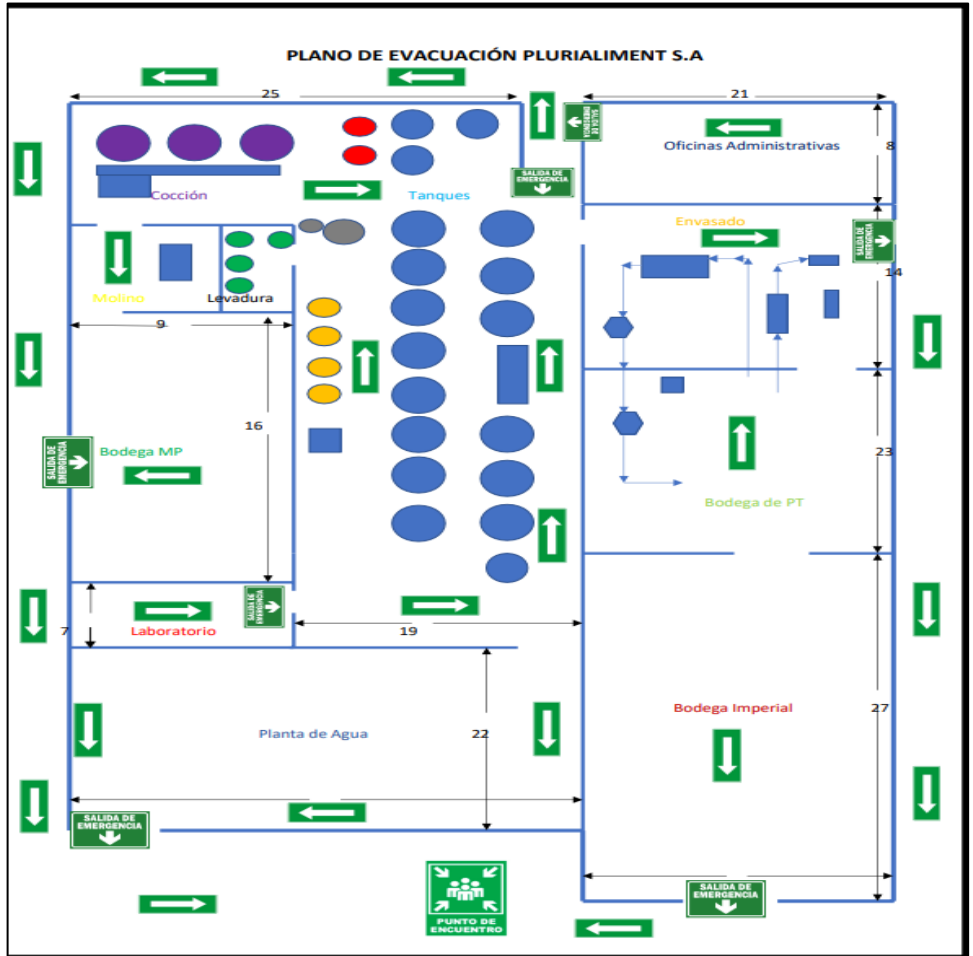 PLANO DE EVACUACIÓN PLURIALIMENT S.A
25
21
SALIDA DE
EMERGENCIA
Oficinas Administrativas
8
Cocción
Tanques
SALIDA DE
EMERGENCIA
Envasado
SALIDA DE
EMERGENCIA
14
Molino
Levadura
9
16
SALIDA DE
EMERGENCIA
Bodega MP
23
Bodega de PT
SALIDA DE
EMERGENCIA
7
Laboratorio
19
Planta de Agua
22
Bodega Imperial
27
SALIDA DE
EMERGENCIA
PUNTO DE
ENCUENTRO
SALIDA DE
EMERGENCIA